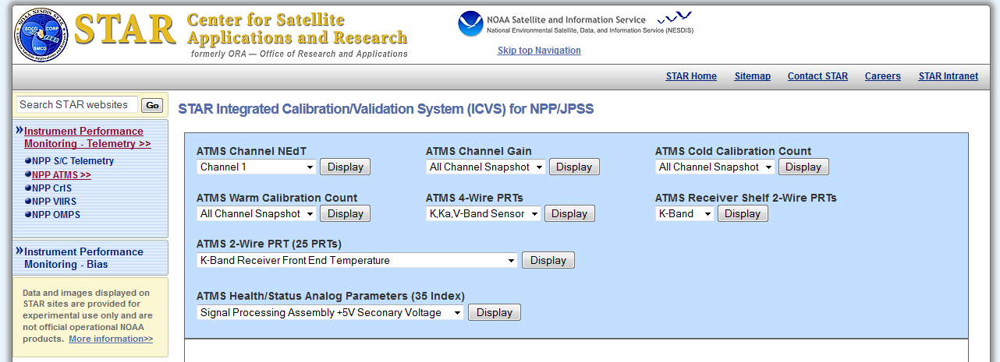 NOAA NESDIS STAR
SOCD CORP
SMCD
STAR Center for Satellite
Applications and Research
formerly ORA — Office of Research and Applications
NOAA Satellite and Information Service
National Environmental Satellite, Data, and Information Service (NESDIS)
Skip top Navigation
STAR Home Sitemap Contact STAR Careers STAR Intranet
Search STAR websites Go
STAR Integrated Calibration/Validation System (ICVS) for NPP/JPSS
»Instrument Performance
Monitoring - Telemetry >>
NPP S/C Telemetry
NPP ATMS >>
NPP CrIS
NPP VIIRS
NPP OMPS
»Instrument Performance
Monitoring - Bias
Data and images displayed on
STAR sites are provided for
experimental use only and are
not official operational NOAA
products. More information>>
ATMS Channel NEdT ATMS Channel Gain ATMS Cold Calibration Count
Channel 1 Display All Channel Snapshot Display All Channel Snapshot Display
ATMS Warm Calibration Count ATMS 4-Wire PRTs ATMS Receiver Shelf 2-Wire PRTs
All Channel Snapshot Display K,Ka,V-Band Sensor Display K-Band Display
ATMS 2-Wire PRT (25 PRTs)
K-Band Receiver Front End Temperature Display
ATMS Health/Status Analog Parameters (35 Index)
Signal Processing Assembly +5V Seconary Voltage Display